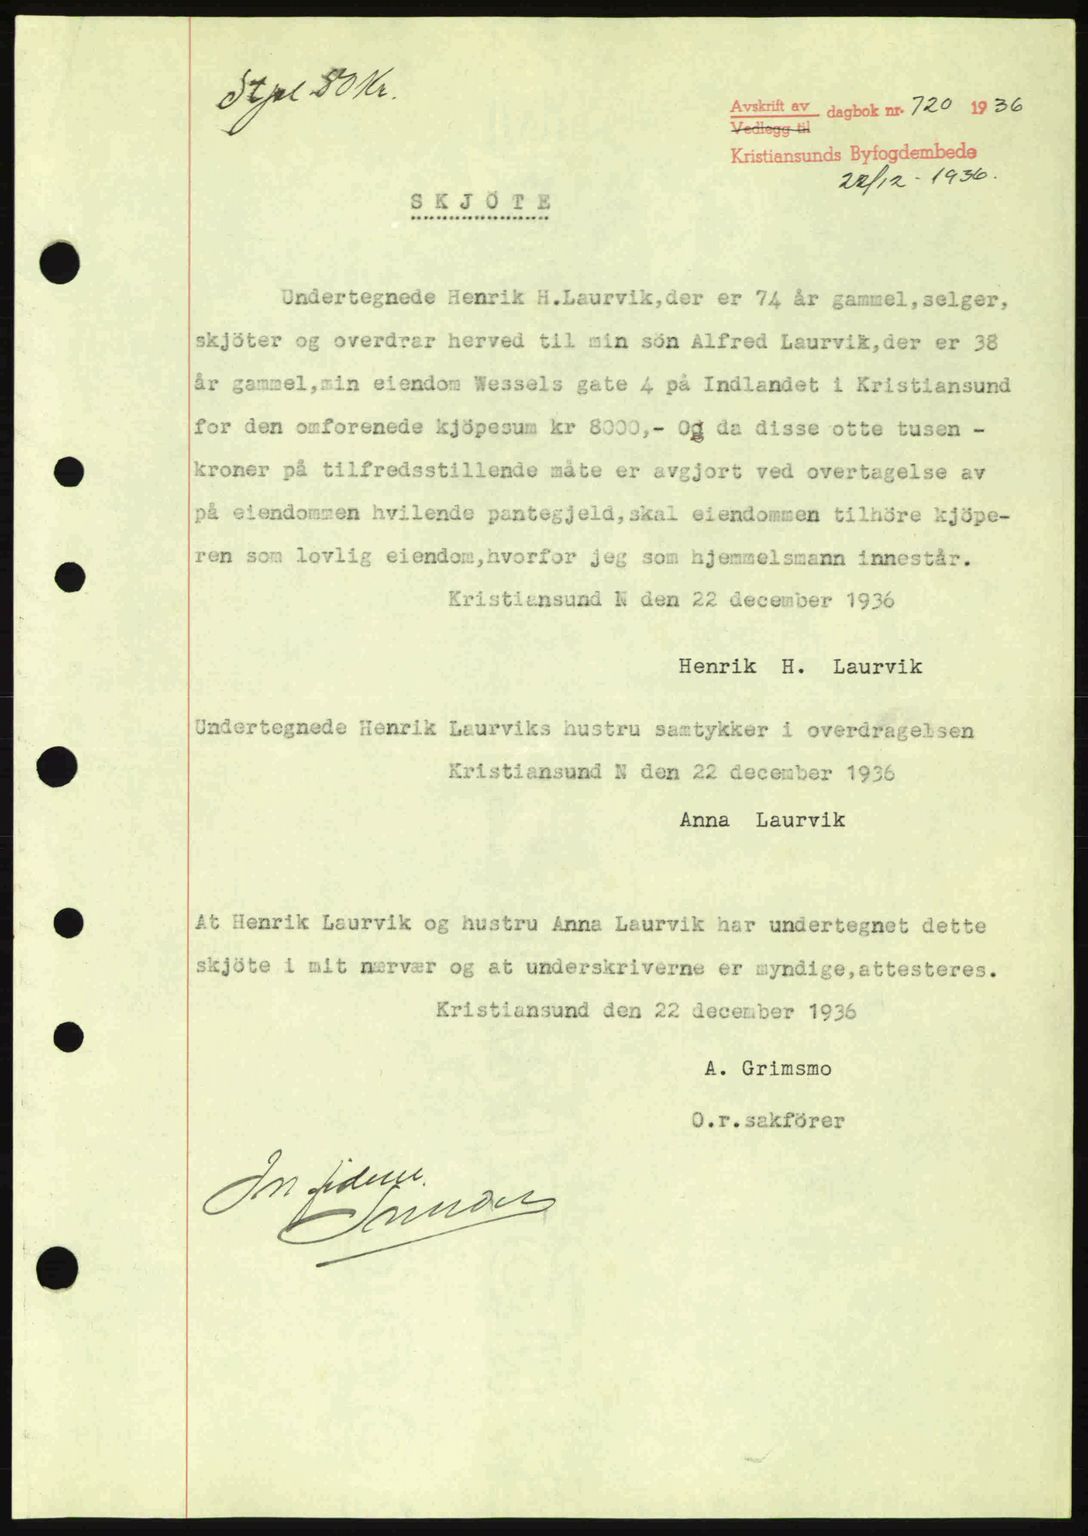 Stpl 80 Kr.
Avskrift av
Vedlegg til
dagbok nr. 720 1936
Kristiansunds Byfogdembede
22/12 - 1936.
SKJÖTE
Undertegnede Henrik H.Laurvik,der er 74 år gammel,selger,
skjöter og overdrar herved til min sön Alfred Laurvik,der er 38
år gammel,min eiendom Wessels gate 4 på Indlandet i Kristiansund
for den omforenede kjöpesum kr 8000,- Og da disse otte tusen -
kroner på tilfredsstillende måte er avgjort ved overtagelse av
på eiendommen hvilende pantegjeld,skal eiendommen tilhöre kjöpe-
ren som lovlig eiendom,hvorfor jeg som hjemmelsmann innestår.
Kristiansund N den 22 december 1936
Henrik H. Laurvik
Undertegnede Henrik Laurviks hustru samtykker i overdragelsen
Kristiansund N den 22 december 1936
Anna Laurvik
At Henrik Laurvik og hustru Anna Laurvik har undertegnet dette
skjöte i mit nærvær og at underskriverne er myndige,attesteres.
Kristiansund den 22 december 1936
A. Grimsmo
O.r.sakförer
In fidem.